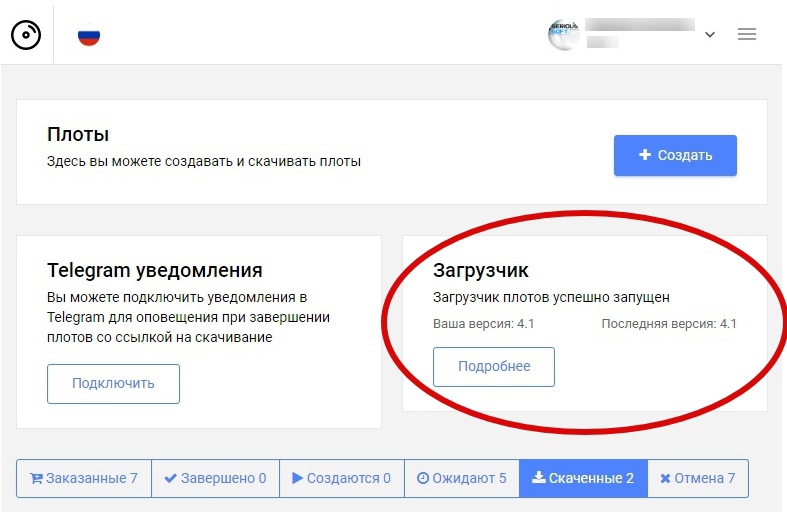 SERIOUS
SOFT
Плоты
Здесь вы можете создавать и скачивать плоты
Создать
Telegram уведомления
Вы можете подключить уведомления в
Telegram для оповещения при завершении
плотов со ссылкой на скачивание
Подключить
Загрузчик
Загрузчик плотов успешно запущен
Ваша версия: 4.1 Последняя версия: 4.1
Подробнее
Заказанные 7 Завершено 0 Создаются 0 Ожидают 5 Скаченные 2 Отмена 7